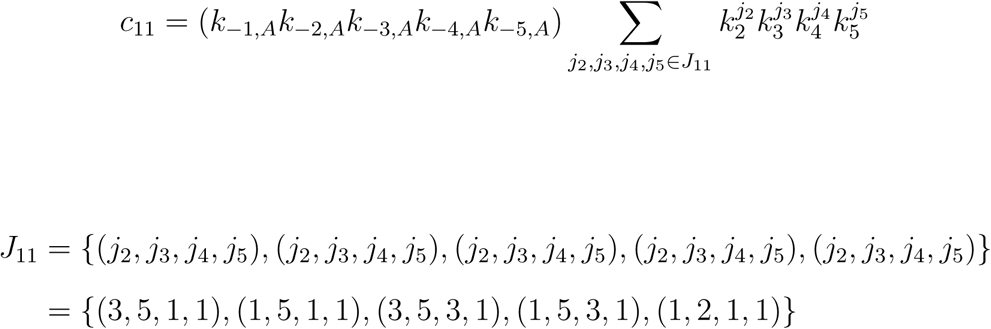 c_{11} = (k_{-1,A}k_{-2,A}k_{-3,A}k_{-4,A}k_{-5,A}) \sum_{j_2,j_3,j_4,j_5 \in J_{11}} k_2^{j_2} k_3^{j_3} k_4^{j_4} k_5^{j_5}
J_{11} = \{(j_2, j_3, j_4, j_5), (j_2, j_3, j_4, j_5), (j_2, j_3, j_4, j_5), (j_2, j_3, j_4, j_5), (j_2, j_3, j_4, j_5)\}
= \{(3, 5, 1, 1), (1, 5, 1, 1), (3, 5, 3, 1), (1, 5, 3, 1), (1, 2, 1, 1)\}